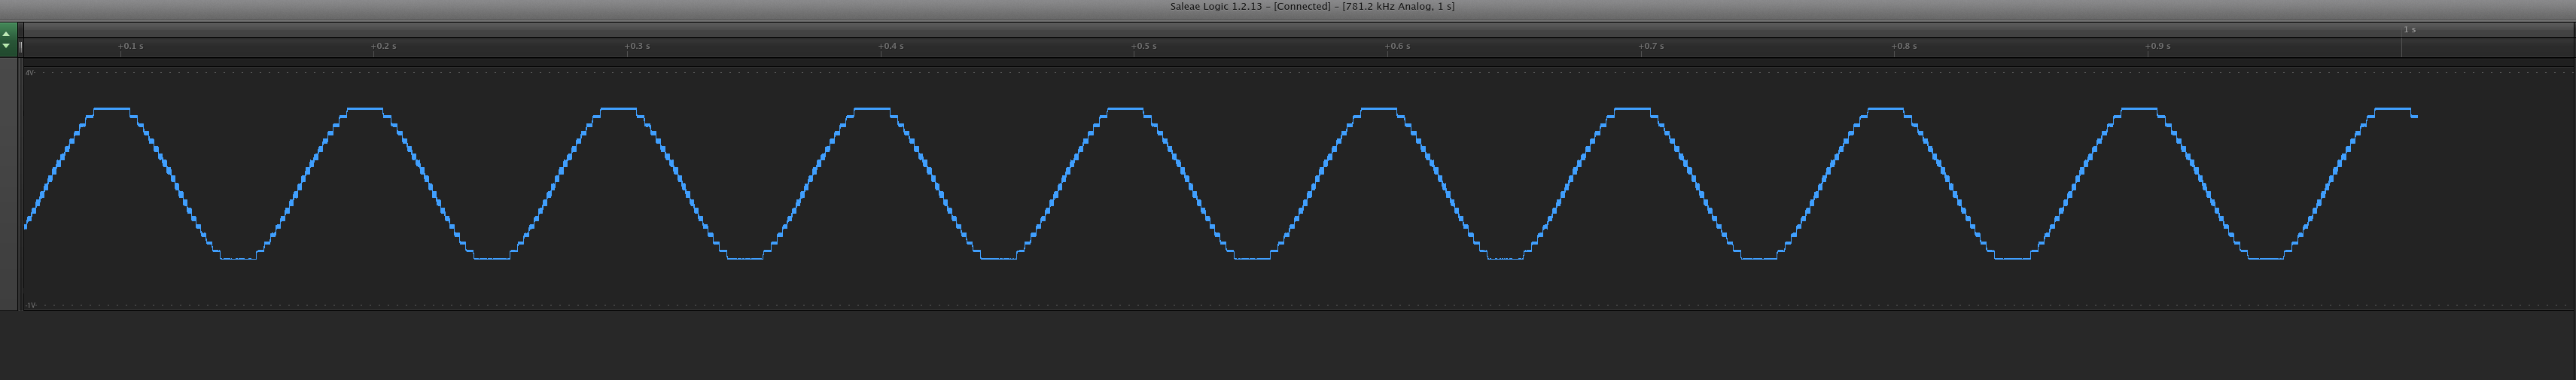 Saleae Logic 1.2.13 – [Connected] – [781.2 kHz Analog, 1 s]
1 s
+0.1 s +0.2 s +0.3 s +0.4 s +0.5 s +0.6 s +0.7 s +0.8 s +0.9 s
4V
-1V